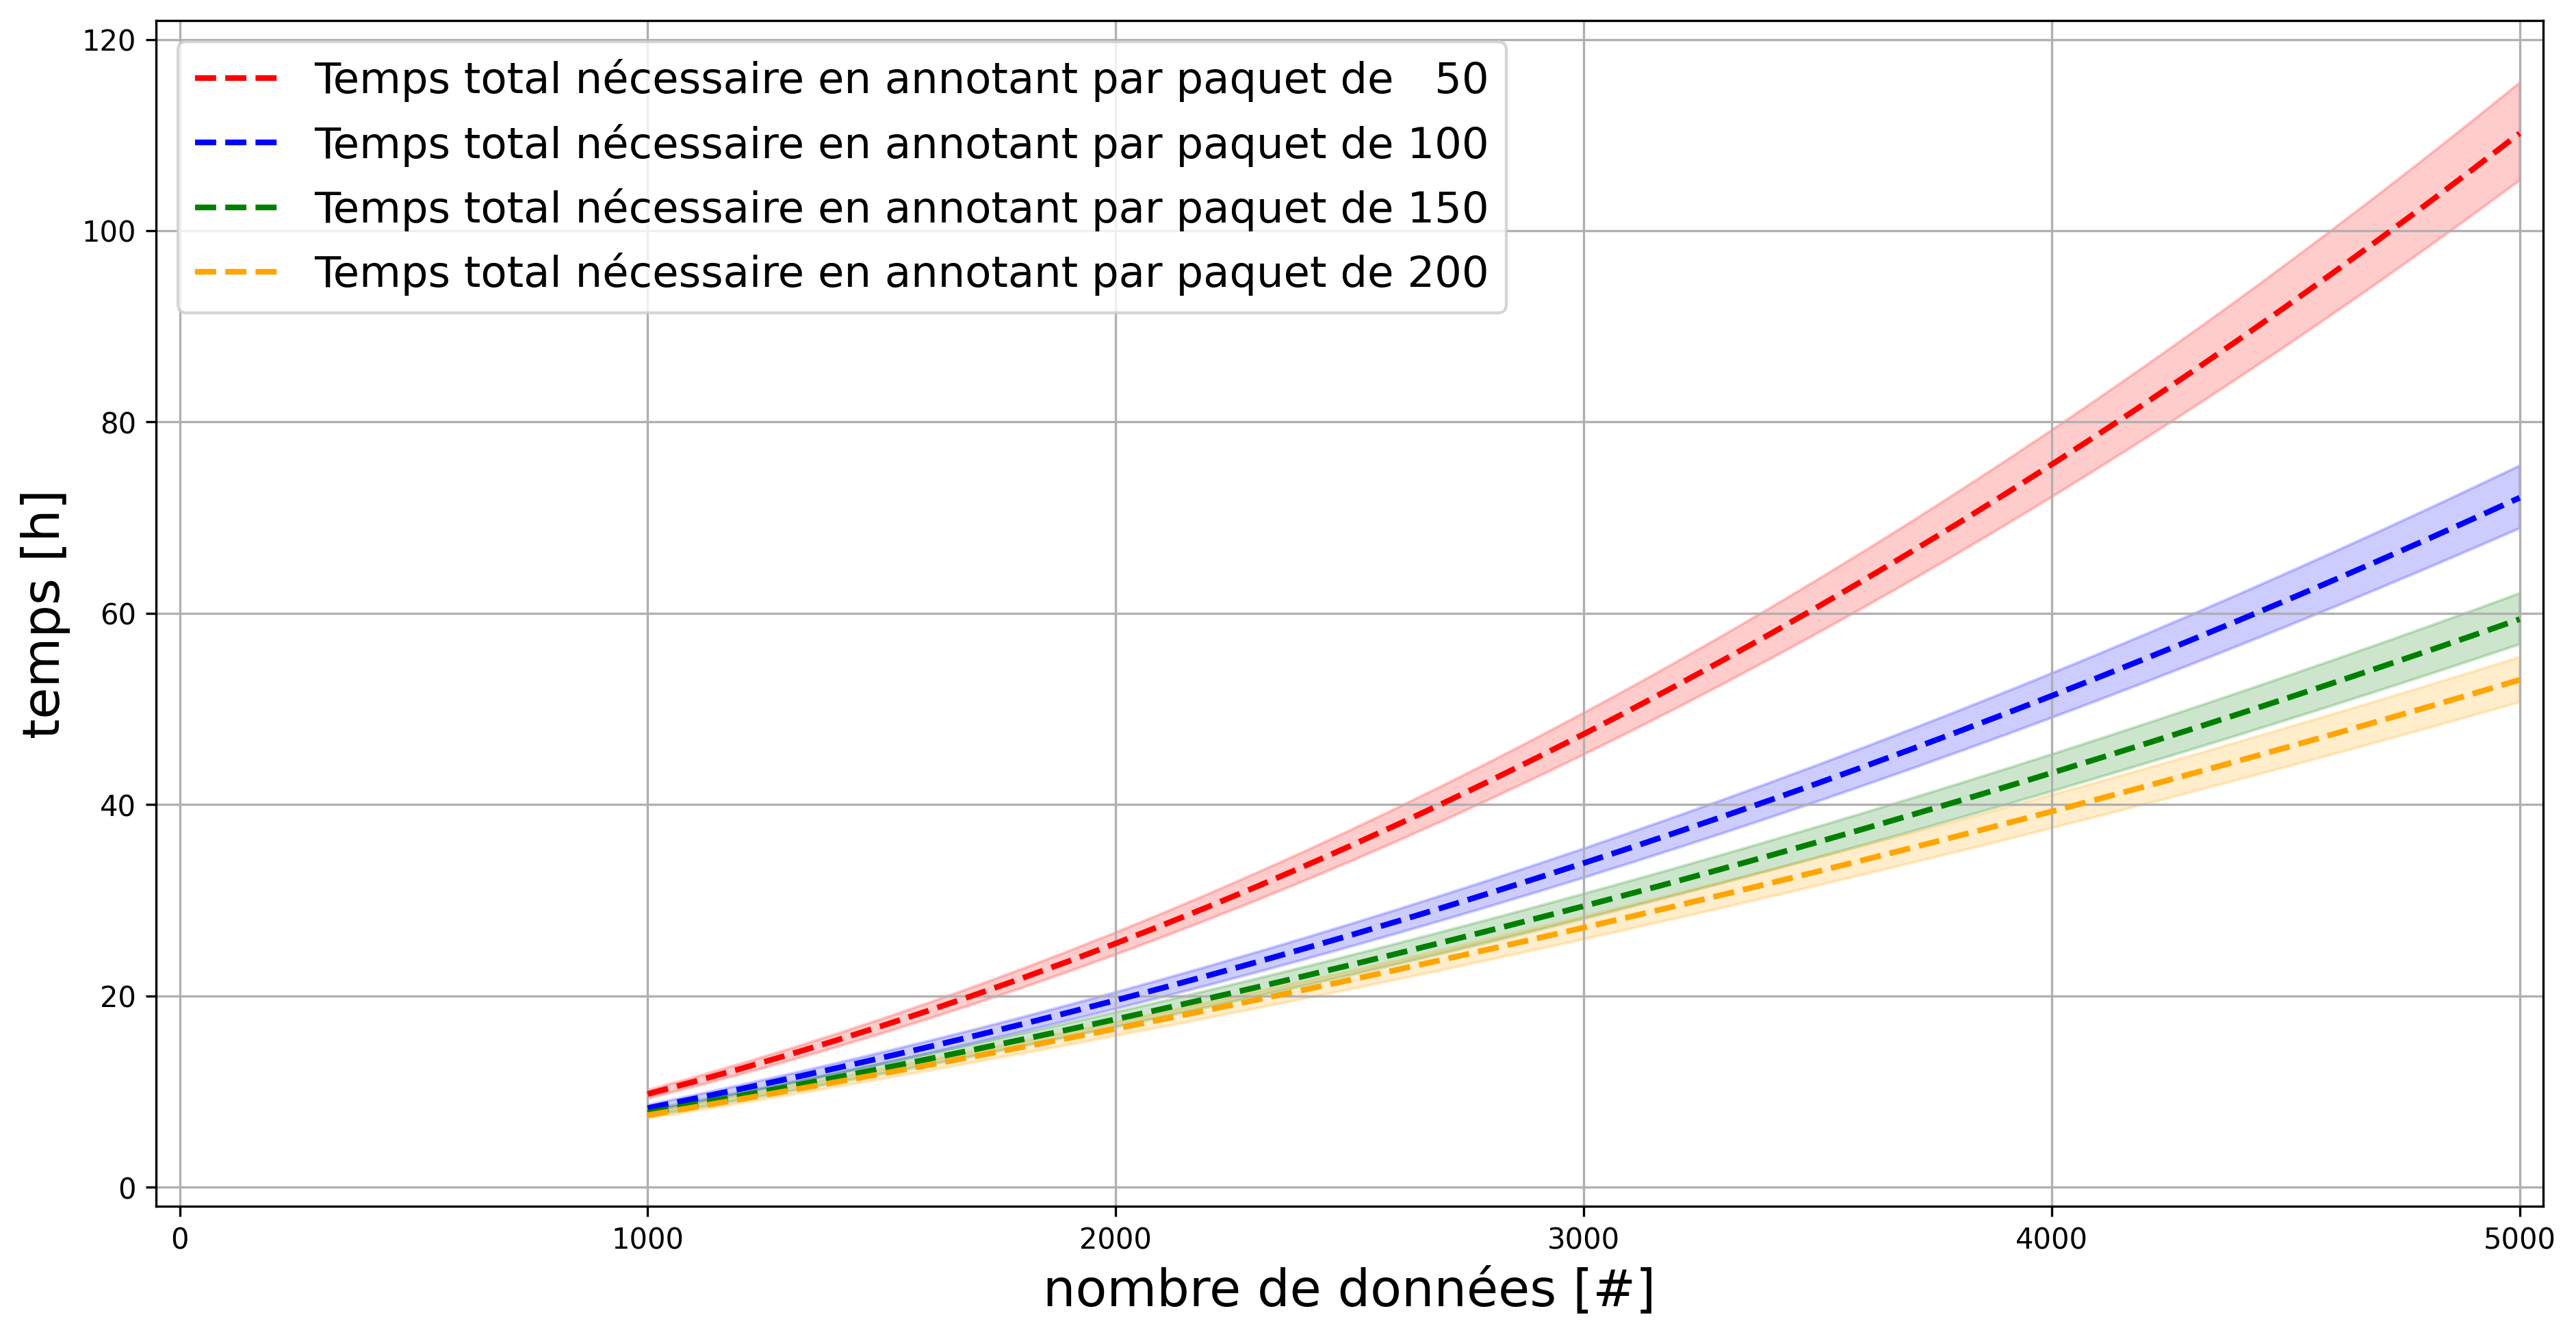 Temps total nécessaire en annotant par paquet de 50
Temps total nécessaire en annotant par paquet de 100
Temps total nécessaire en annotant par paquet de 150
Temps total nécessaire en annotant par paquet de 200
temps [h]
120
100
80
60
40
20
0
0 1000 2000 3000 4000 5000
nombre de données [#]